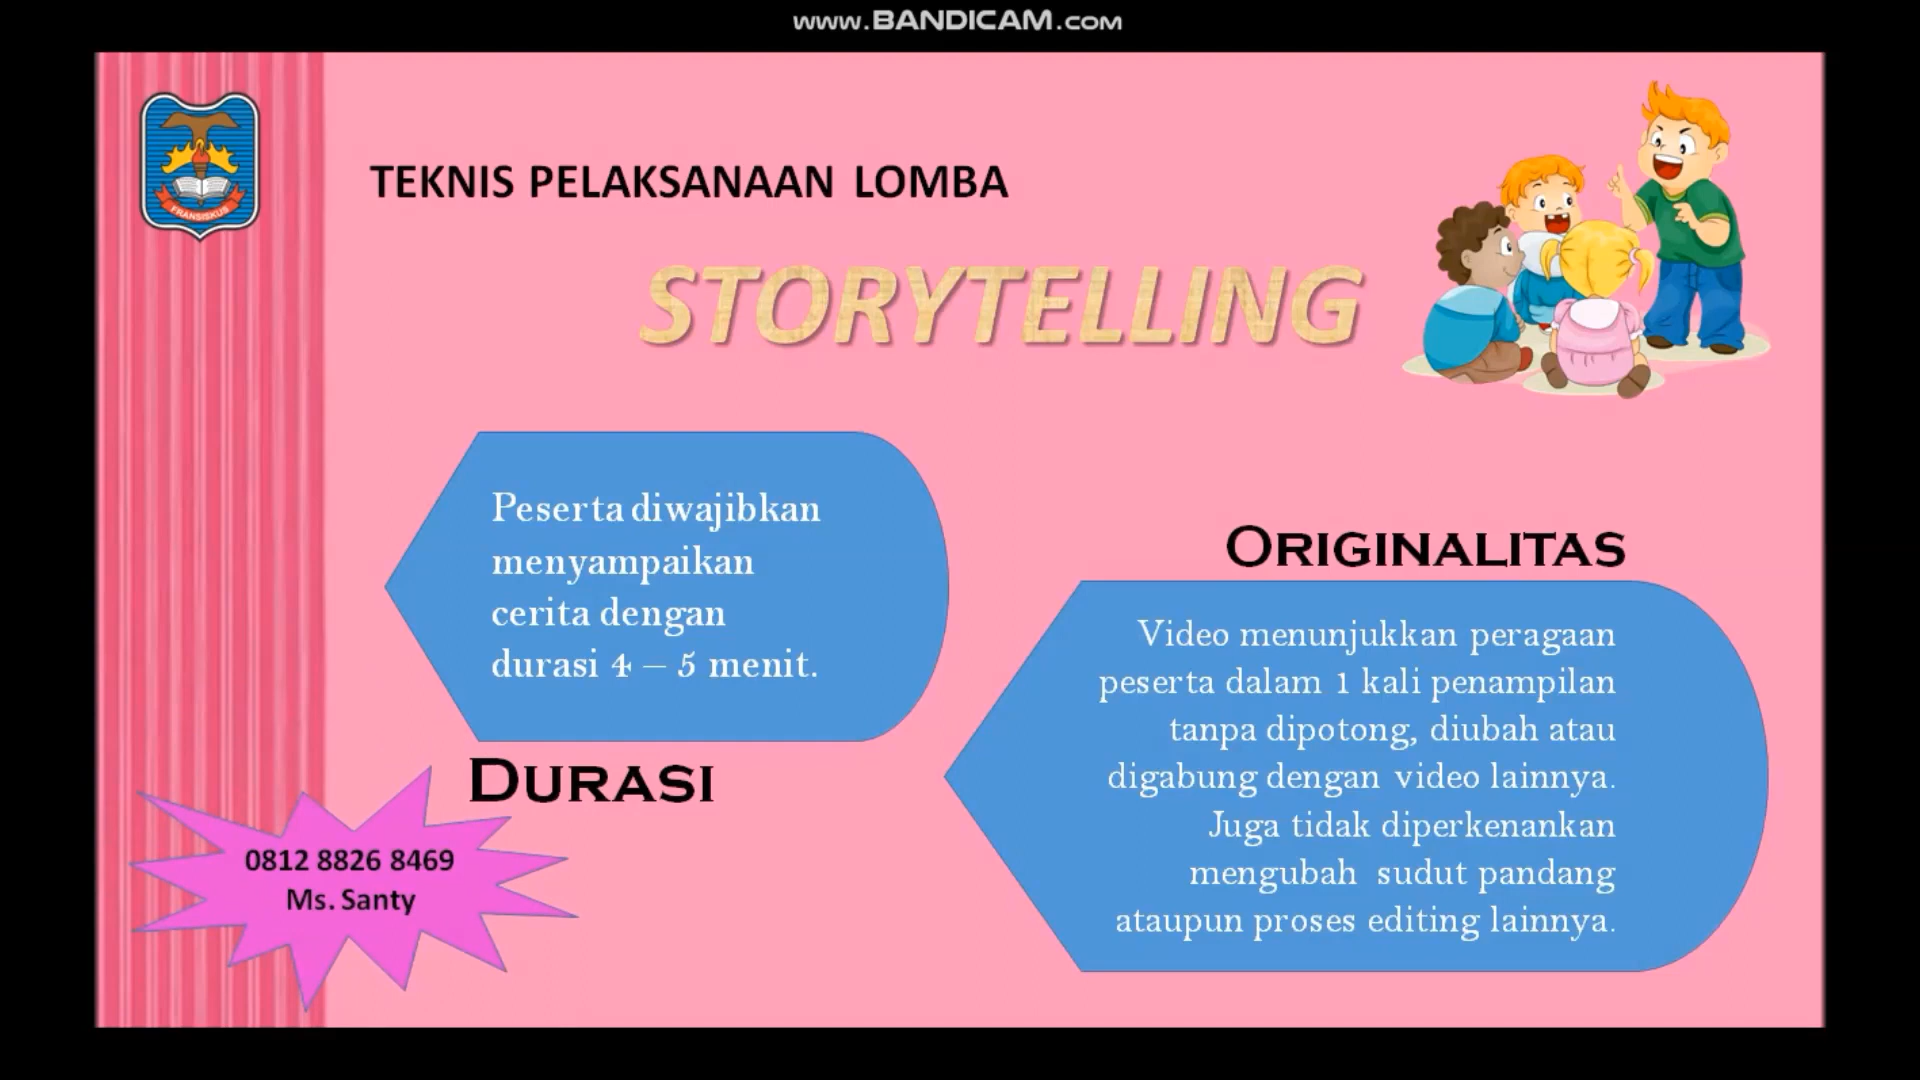 www.BANDICAM.com
FRANSISKUS
TEKNIS PELAKSANAAN LOMBA
STORYTELLING
Peserta diwajibkan
menyampaikan
cerita dengan
durasi 4 – 5 menit.
DURASI
ORIGINALITAS
Video menunjukkan peragaan
peserta dalam 1 kali penampilan
tanpa dipotong, diubah atau
digabung dengan video lainnya.
Juga tidak diperkenankan
mengubah sudut pandang
ataupun proses editing lainnya.
0812 8826 8469
Ms. Santy